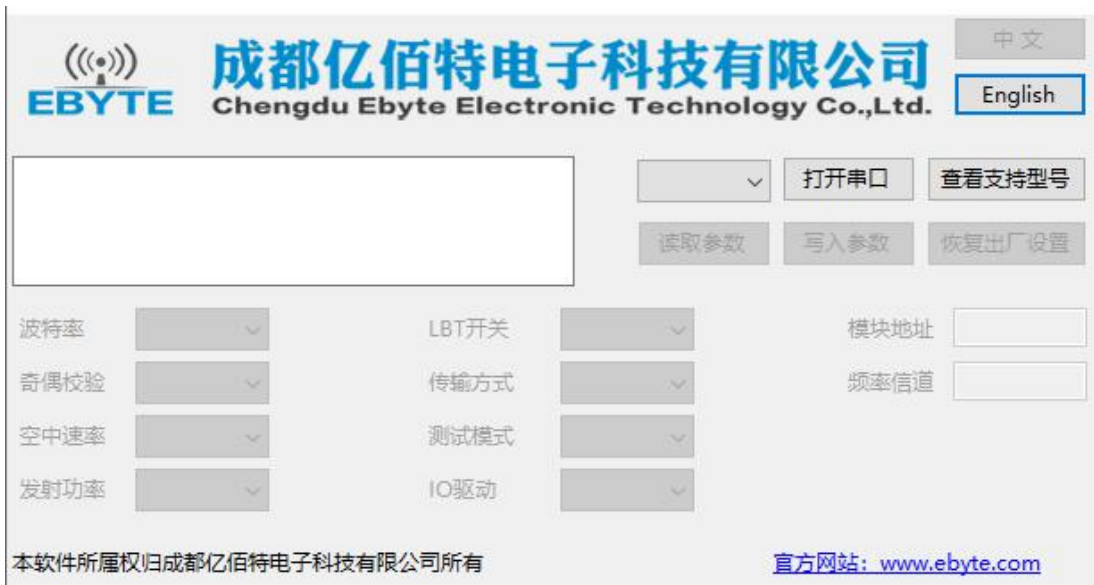 中文
成都亿佰特电子科技有限公司
EBYTE
Chengdu Ebyte Electronic Technology Co.,Ltd.
English
打开串口
查看支持型号
读取参数
写入参数
恢复出厂设置
波特率
LBT开关
模块地址
奇偶校验
传输方式
频率信道
空中速率
测试模式
发射功率
IO驱动
本软件所属权归成都亿佰特电子科技有限公司所有
官方网站：www.ebyte.com